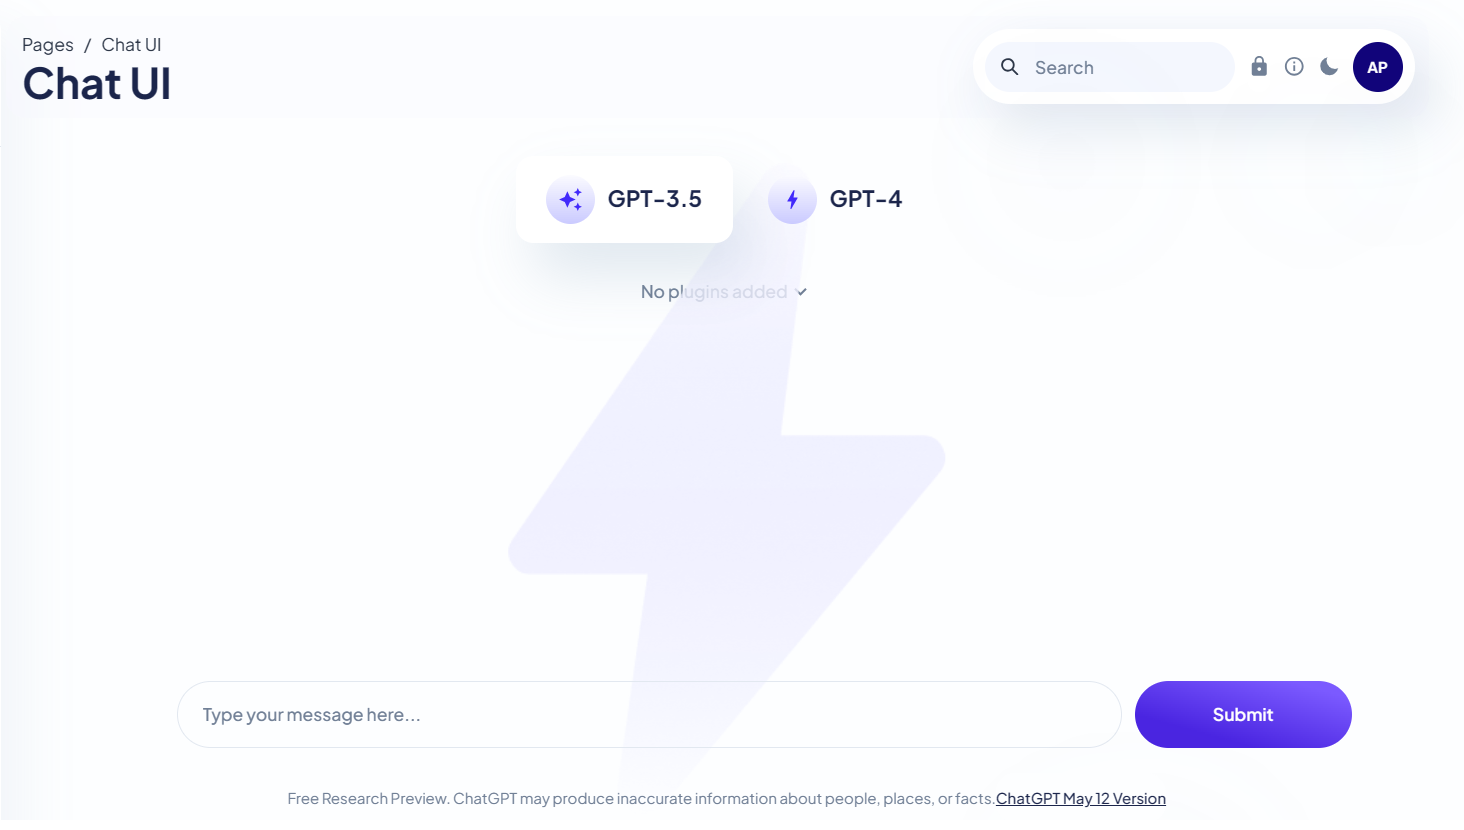 Pages / Chat UI
Chat UI
Search
AP
GPT-3.5
GPT-4
No plugins added
Type your message here...
Submit
Free Research Preview. ChatGPT may produce inaccurate information about people, places, or facts.ChatGPT May 12 Version